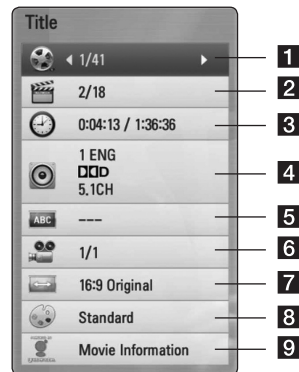 Title
1/41 1
2/18 2
0:04:13 / 1:36:36 3
1 ENG
DD D 4
5.1CH
ABC --- 5
1/1 6
16:9 Original 7
Standard 8
Movie Information 9